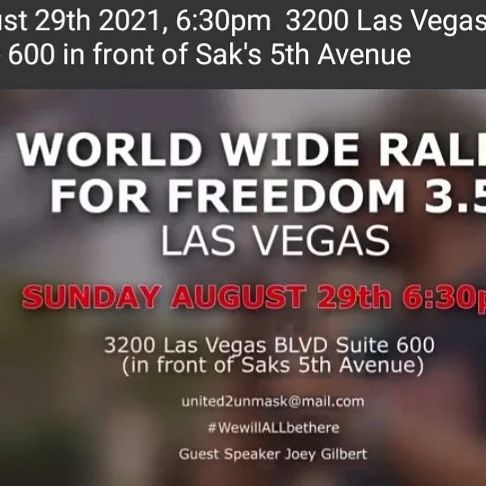 ust 29th 2021, 6:30pm 3200 Las Vegas
600 in front of Sak's 5th Avenue
WORLD WIDE RAL
FOR FREEDOM 3.5
LAS VEGAS
SUNDAY AUGUST 29th 6:30p
3200 Las Vegas BLVD Suite 600
(in front of Saks 5th Avenue)
united2unmask@mail.com
#WewillALLbethere
Guest Speaker Joey Gilbert